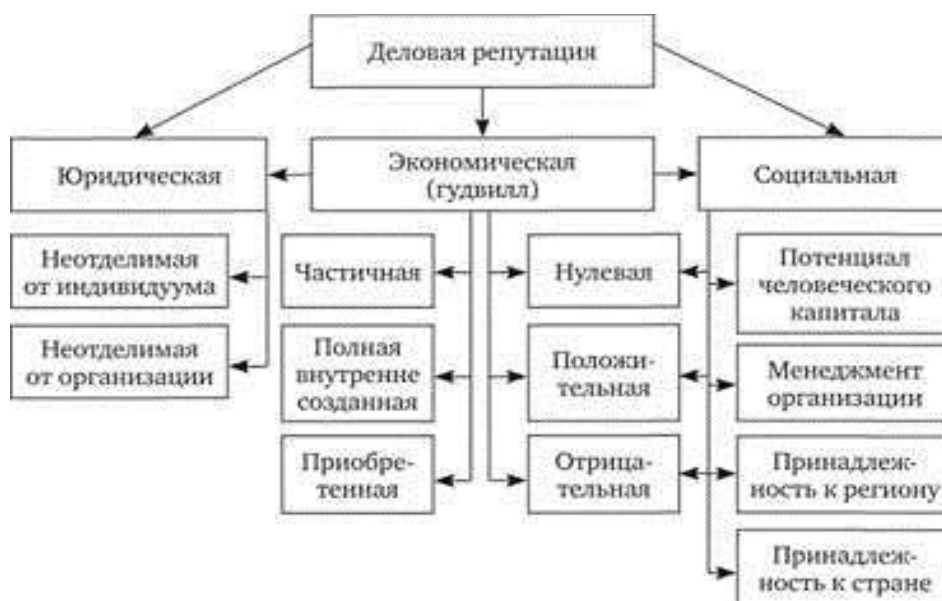 Деловая репутация
Юридическая
Экономическая
(гудвилл)
Социальная
Неотделимая
от индивидуума
Неотделимая
от организации
Частичная
Полная
внутренне
созданная
Приобре-
тенная
Нулевая
Положи-
тельная
Отрица-
тельная
Потенциал
человеческого
капитала
Менеджмент
организации
Принадлеж-
ность к региону
Принадлеж-
ность к стране